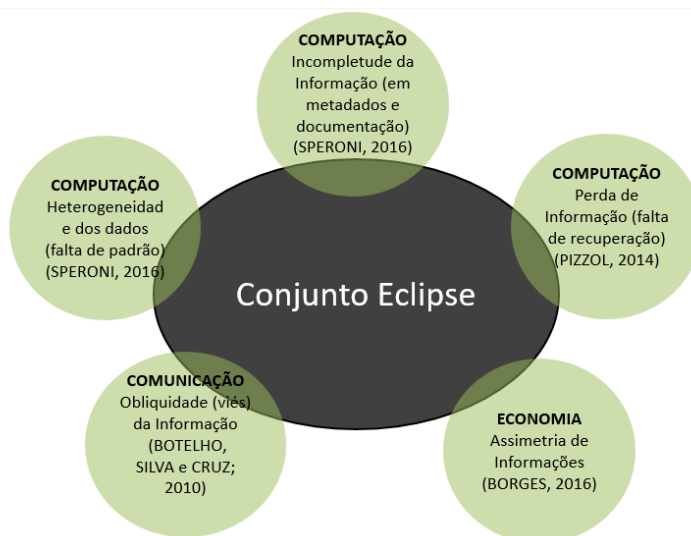 COMPUTAÇÃO
Incompletude da
Informação (em
metadados e
documentação)
(SPERONI, 2016)
COMPUTAÇÃO
Heterogeneidad
e dos dados
(falta de padrão)
(SPERONI, 2016)
COMPUTAÇÃO
Perda de
Informação (falta
de recuperação)
(PIZZOL, 2014)
Conjunto Eclipse
COMUNICAÇÃO
Obliquidade (viés)
da Informação
(BOTELHO,
SILVA e CRUZ;
2010)
ECONOMIA
Assimetria de
Informações
(BORGES, 2016)